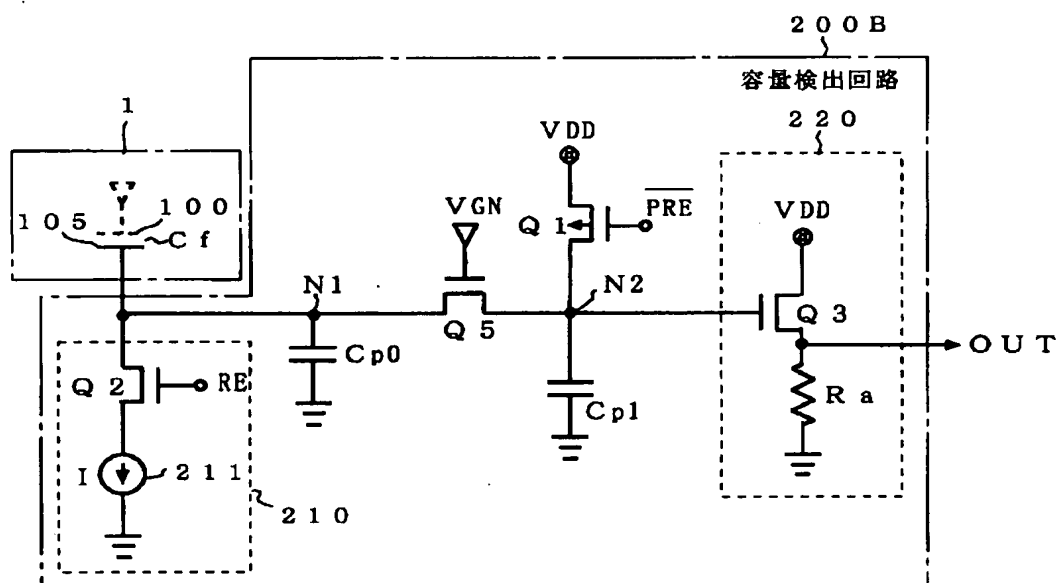 200B
容量検出回路
1
220
VDD
VDD
VGN
Q1
PRE
105
100
Cf
N1
N2
Q3
Q5
OUT
Cp0
Q2
RE
Cp1
Ra
I
211
210